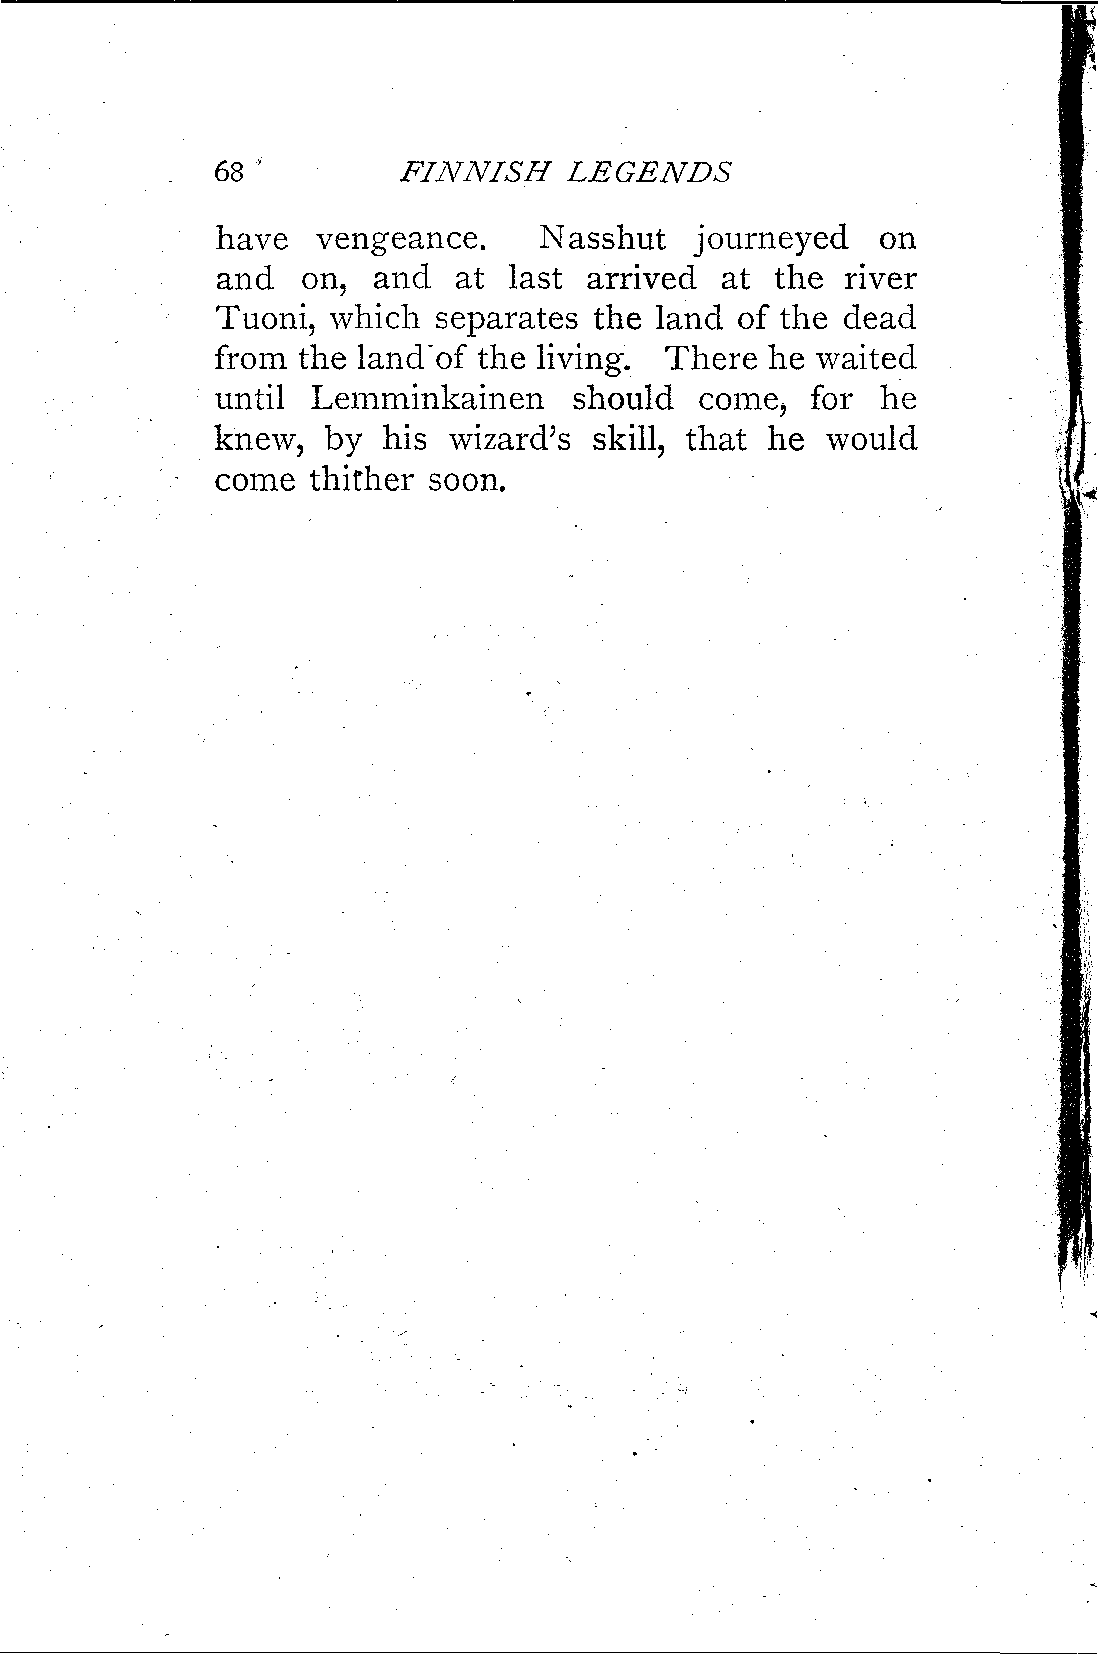 68 FINNISH LEGENDS
have vengeance. Nasshut journeyed on
and on, and at last arrived at the river
Tuoni, which separates the land of the dead
from the land of the living. There he waited
until Lemminkainen should come, for he
knew, by his wizard's skill, that he would
come thither soon.